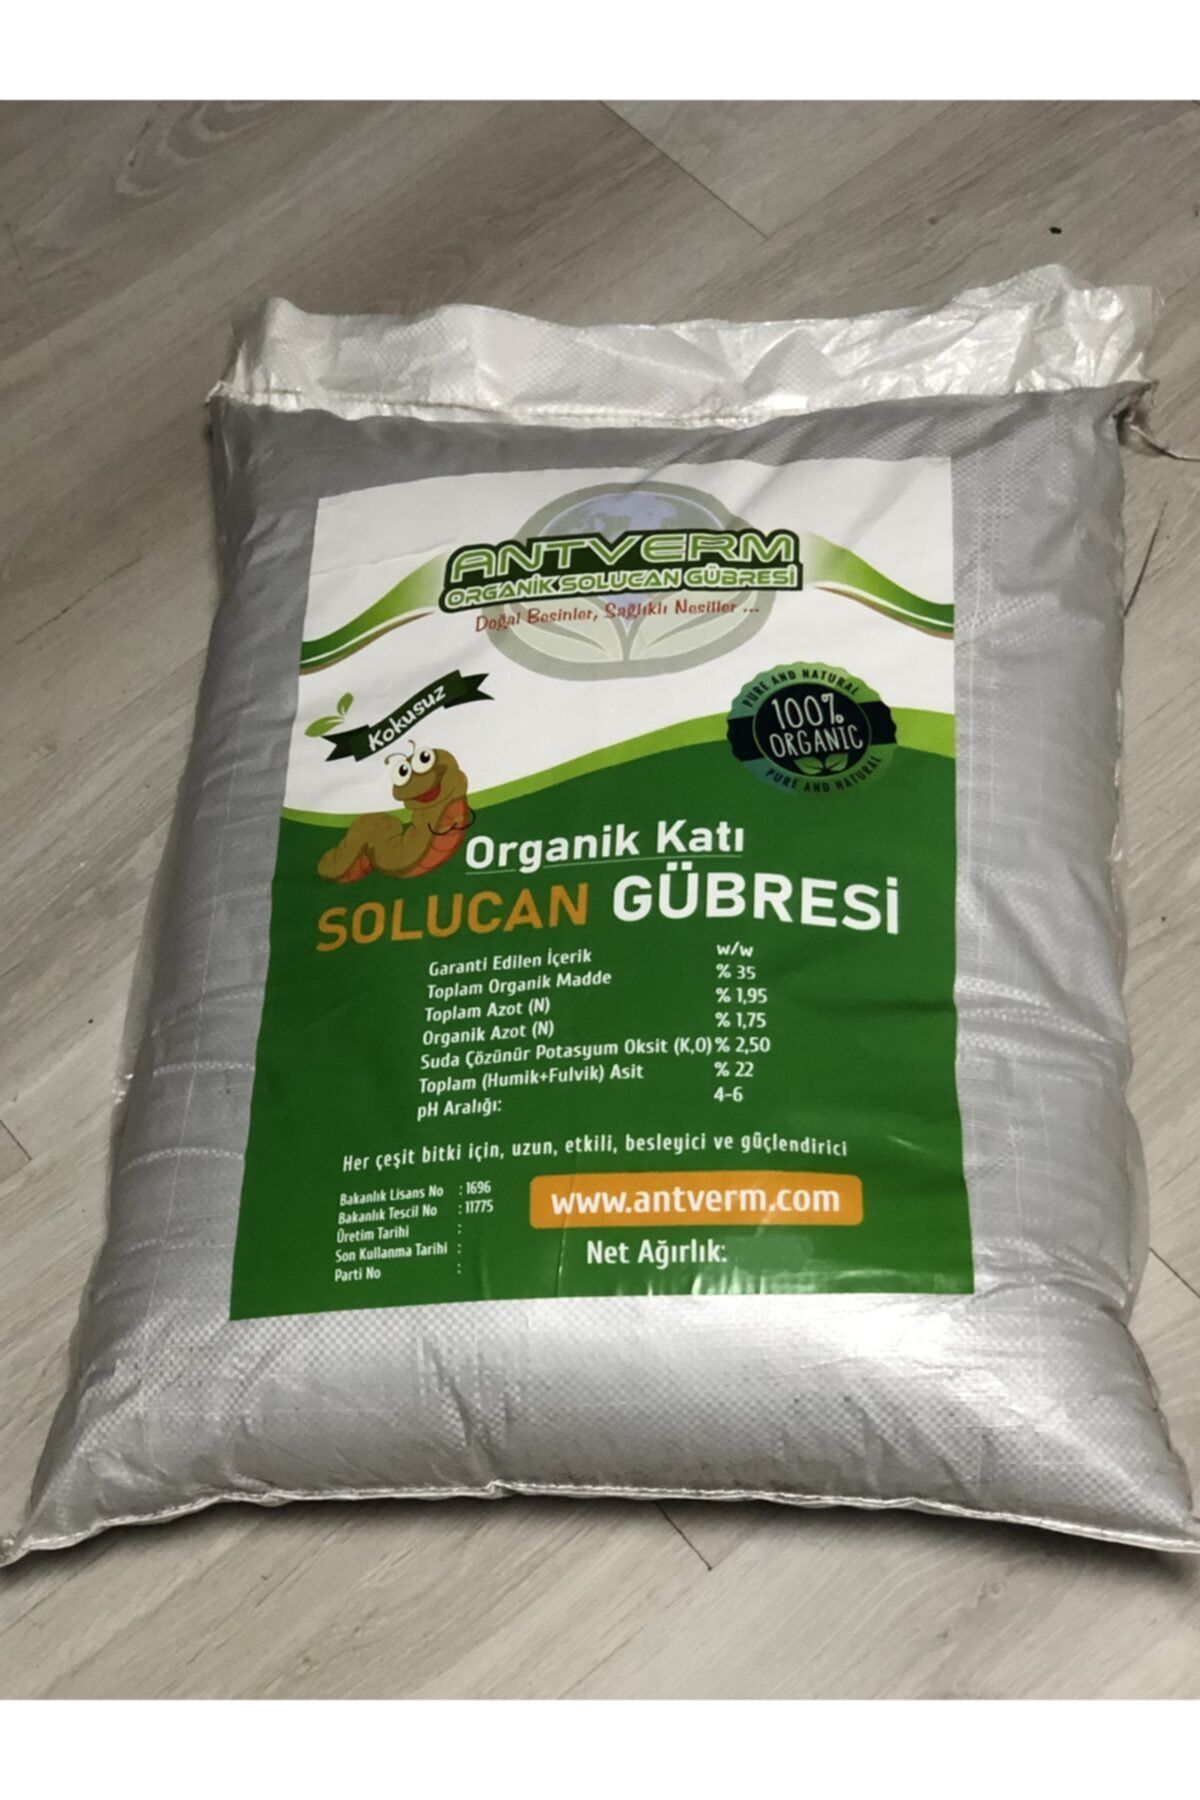 ANTVERM
ORGANİK SOLUCAN GÜBRESİ
Doğal Besinler, Sağlıklı Nesiller ...
Kokusuz
PURE AND NATURAL
100%
ORGANIC
PURE AND NATURAL
Organik Katı
SOLUCAN GÜBRESİ
Garanti Edilen İçerik w/w
Toplam Organik Madde % 35
Toplam Azot (N) % 1,95
Organik Azot (N) % 1,75
Suda Çözünür Potasyum Oksit (K,O) % 2,50
Toplam (Humik+Fulvik) Asit % 22
pH Aralığı: 4-6
Her çeşit bitki için, uzun, etkili, besleyici ve güçlendirici
Bakanlık Lisans No : 1696
Bakanlık Tescil No : 11775
Üretim Tarihi :
Son Kullanma Tarihi :
Parti No :
www.antverm.com
Net Ağırlık: